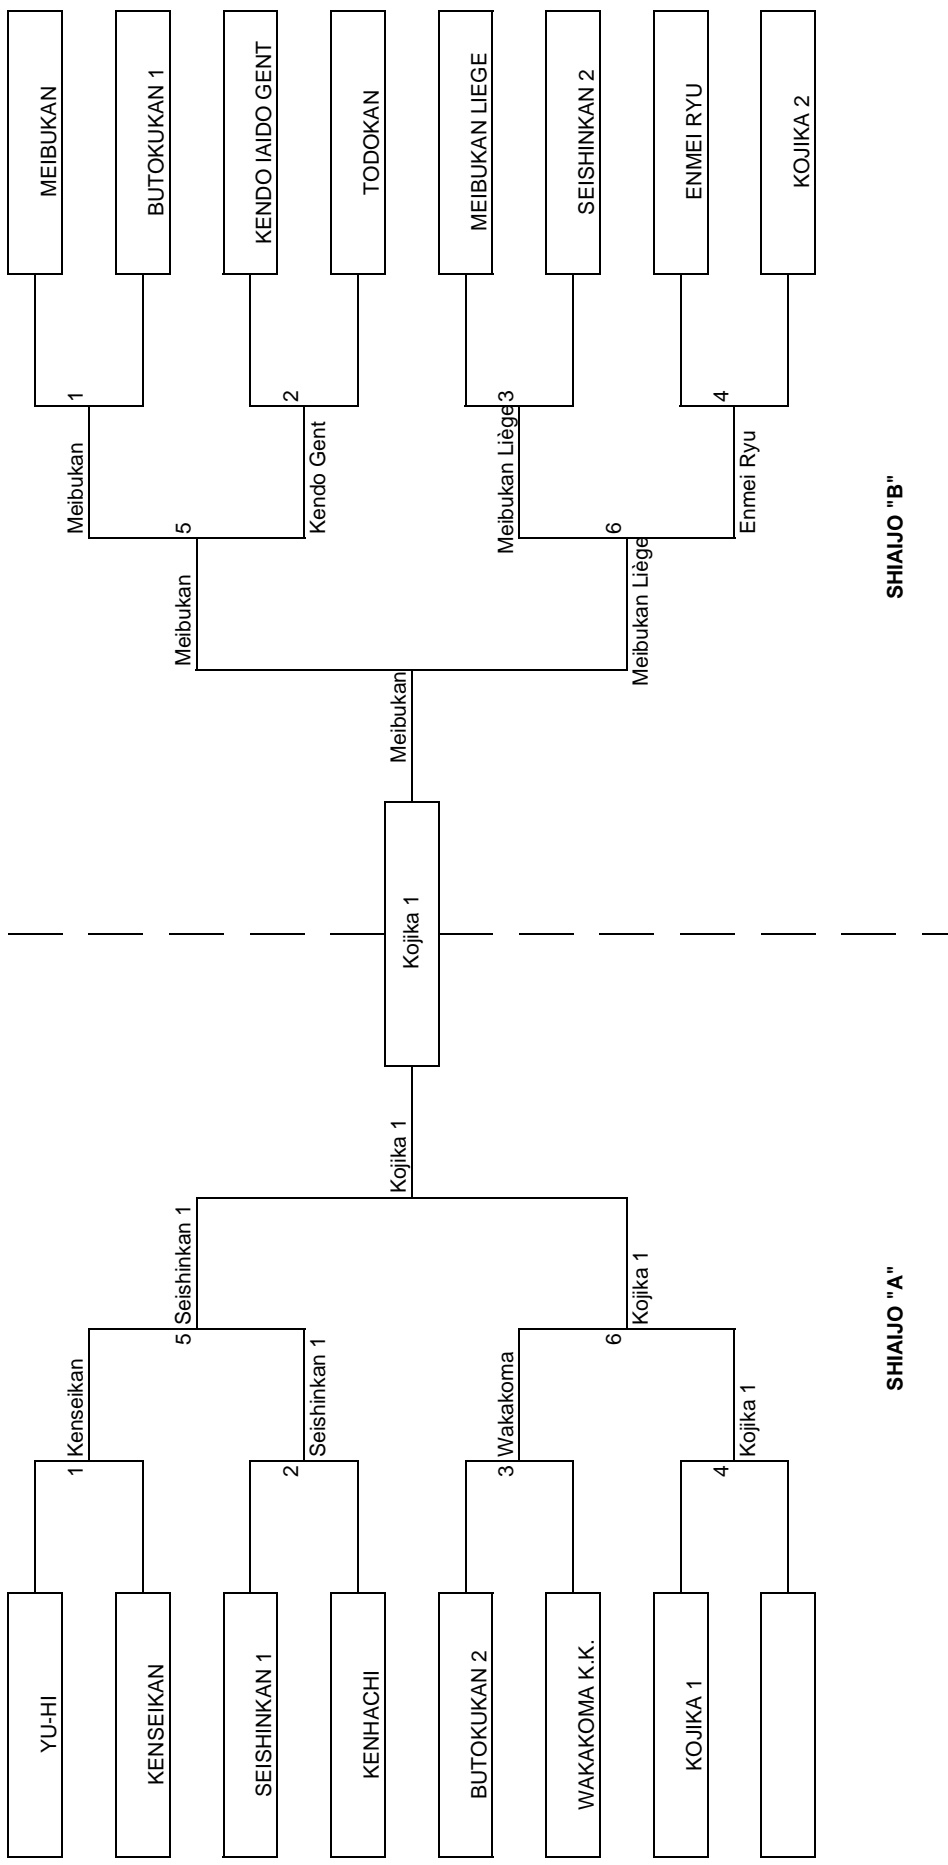 YU-HI
KENSEIKAN
SEISHINKAN 1
KENHACHI
BUTOKUKAN 2
WAKAKOMA K.K.
KOJIKA 1
1
Kenseikan
2
Seishinkan 1
3
Wakakoma
4
Kojika 1
5
Seishinkan 1
6
Kojika 1
Kojika 1
SHIAIJO "A"
Kojika 1
Meibukan
Meibukan
5
Meibukan Liège
6
Meibukan
1
Kendo Gent
2
Meibukan Liège
3
Enmei Ryu
4
MEIBUKAN
BUTOKUKAN 1
KENDO IAIDO GENT
TODOKAN
MEIBUKAN LIEGE
SEISHINKAN 2
ENMEI RYU
KOJIKA 2
SHIAIJO "B"